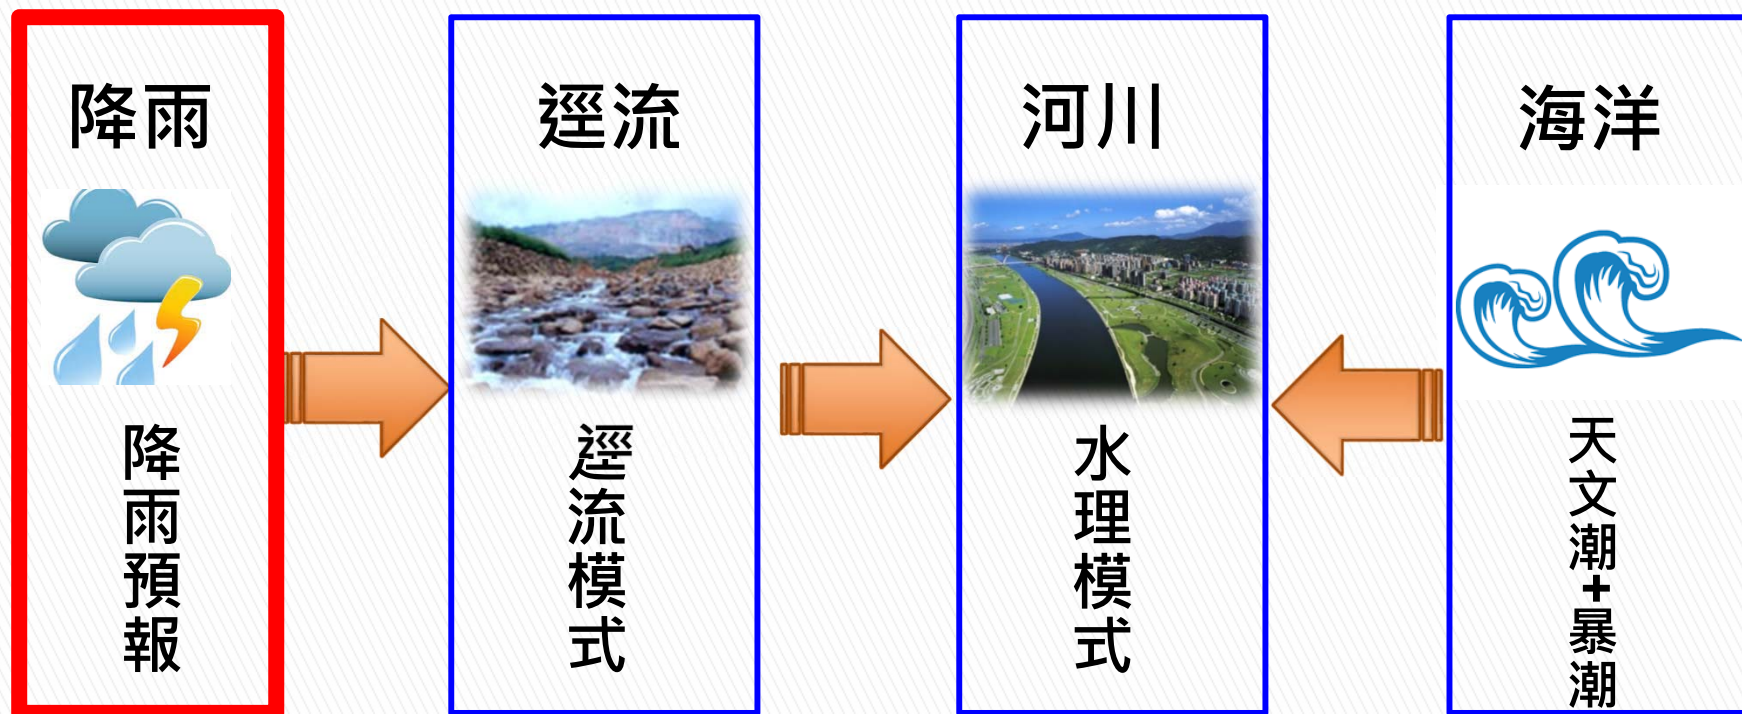 降雨
降雨預報
逕流
逕流模式
河川
水理模式
海洋
天文潮+暴潮